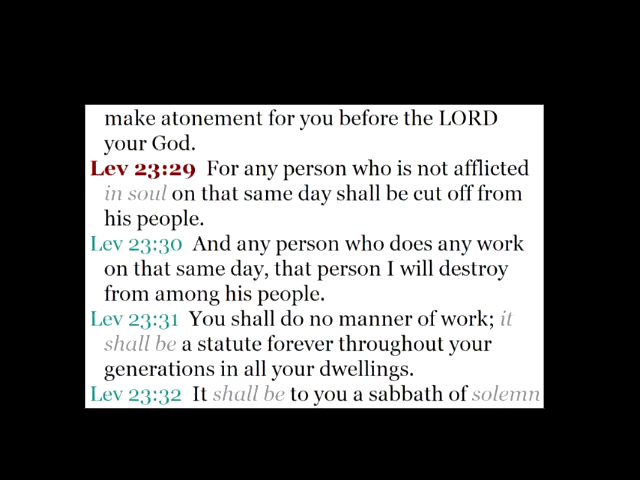 make atonement for you before the LORD
your God.
Lev 23:29 For any person who is not afflicted
in soul on that same day shall be cut off from
his people.
Lev 23:30 And any person who does any work
on that same day, that person I will destroy
from among his people.
Lev 23:31 You shall do no manner of work; it
shall be a statute forever throughout your
generations in all your dwellings.
Lev 23:32 It shall be to you a sabbath of solemn